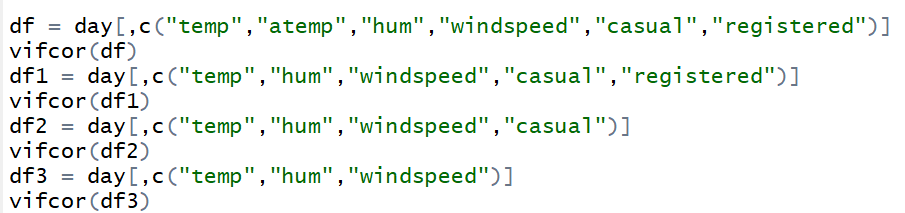 df = day[,c("temp","atemp","hum","windspeed","casual","registered")]
vifcor(df)
df1 = day[,c("temp","hum","windspeed","casual","registered")]
vifcor(df1)
df2 = day[,c("temp","hum","windspeed","casual")]
vifcor(df2)
df3 = day[,c("temp","hum","windspeed")]
vifcor(df3)